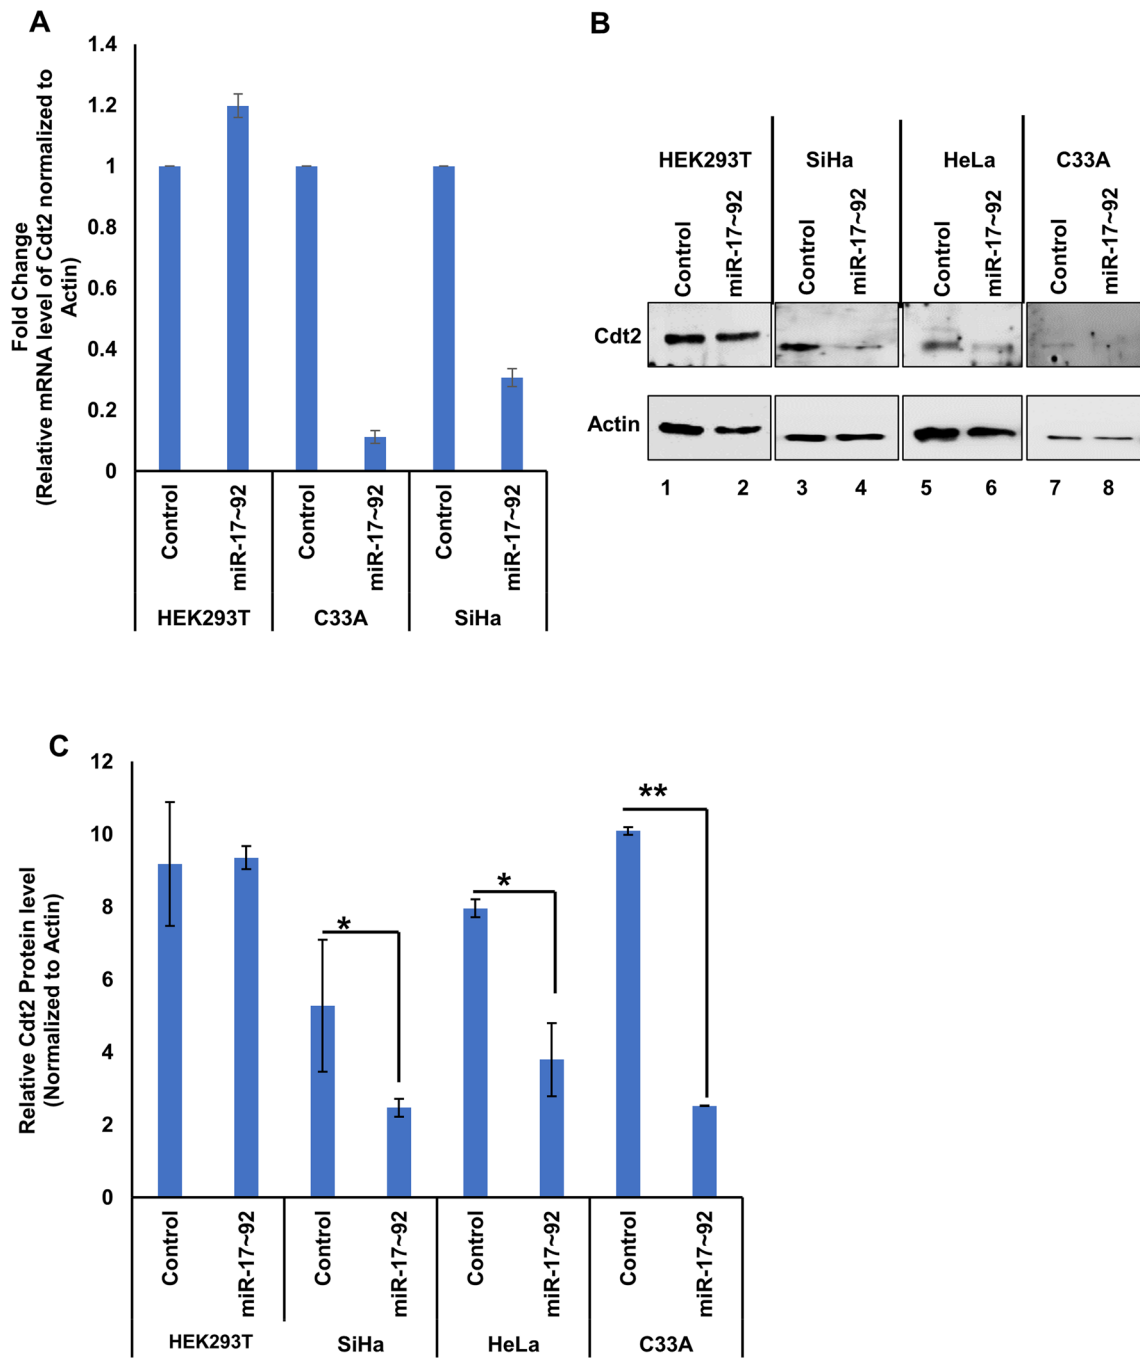 A
Fold Change
(Relative mRNA level of Cdt2 normalized to
Actin)
1.4
1.2
1
0.8
0.6
0.4
0.2
0
Control
miR-17~92
Control
miR-17~92
Control
miR-17~92
HEK293T
C33A
SiHa
B
HEK293T
SiHa
HeLa
C33A
Control
miR-17~92
Control
miR-17~92
Control
miR-17~92
Control
miR-17~92
Cdt2
Actin
1 2 3 4 5 6 7 8
C
Relative Cdt2 Protein level
(Normalized to Actin)
12
10
8
6
4
2
0
*
*
**
Control
miR-17~92
Control
miR-17~92
Control
miR-17~92
Control
miR-17~92
HEK293T
SiHa
HeLa
C33A